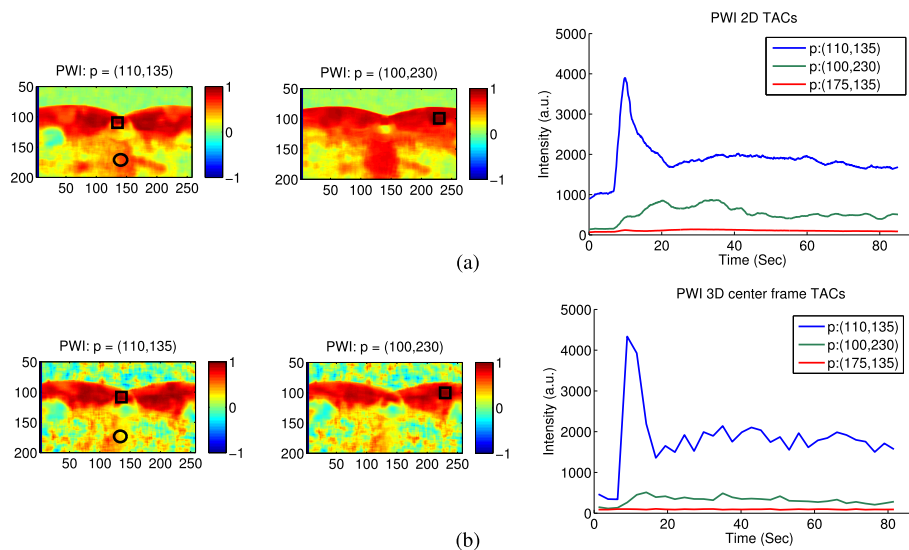 PWI 2D TACs
PWI: p = (110,135)
PWI: p = (100,230)
50
100
150
200
50 100 150 200 250
1
0
−1
50
100
150
200
50 100 150 200 250
1
0
−1
5000
4000
3000
2000
1000
0
Intensity (a.u.)
0 20 40 60 80
Time (Sec)
p:(110,135)
p:(100,230)
p:(175,135)
(a)
PWI 3D center frame TACs
PWI: p = (110,135)
PWI: p = (100,230)
50
100
150
200
50 100 150 200 250
1
0
−1
50
100
150
200
50 100 150 200 250
1
0
−1
5000
4000
3000
2000
1000
0
Intensity (a.u.)
0 20 40 60 80
Time (Sec)
p:(110,135)
p:(100,230)
p:(175,135)
(b)